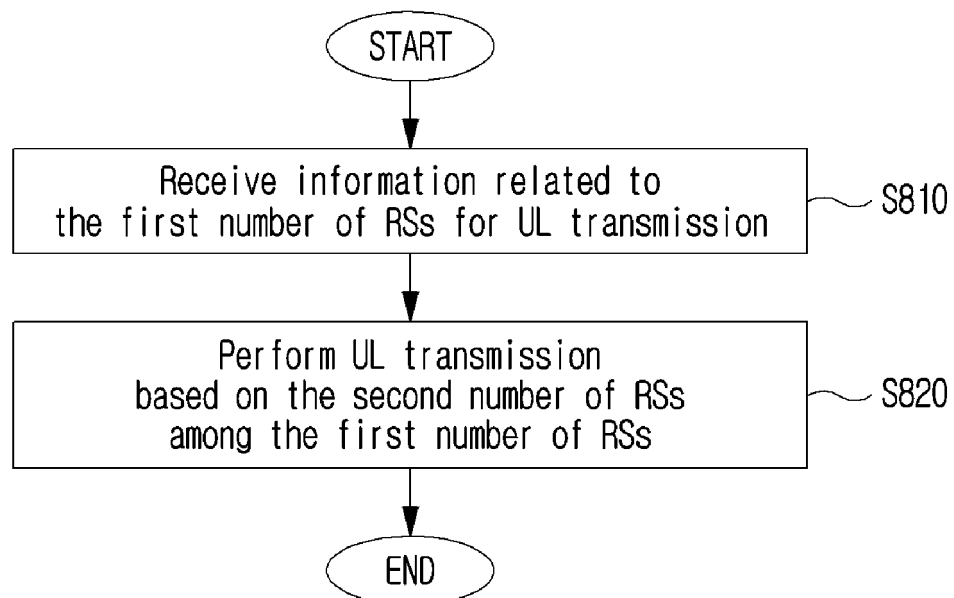 START
Receive information related to
the first number of RSs for UL transmission
S810
Perform UL transmission
based on the second number of RSs
among the first number of RSs
S820
END